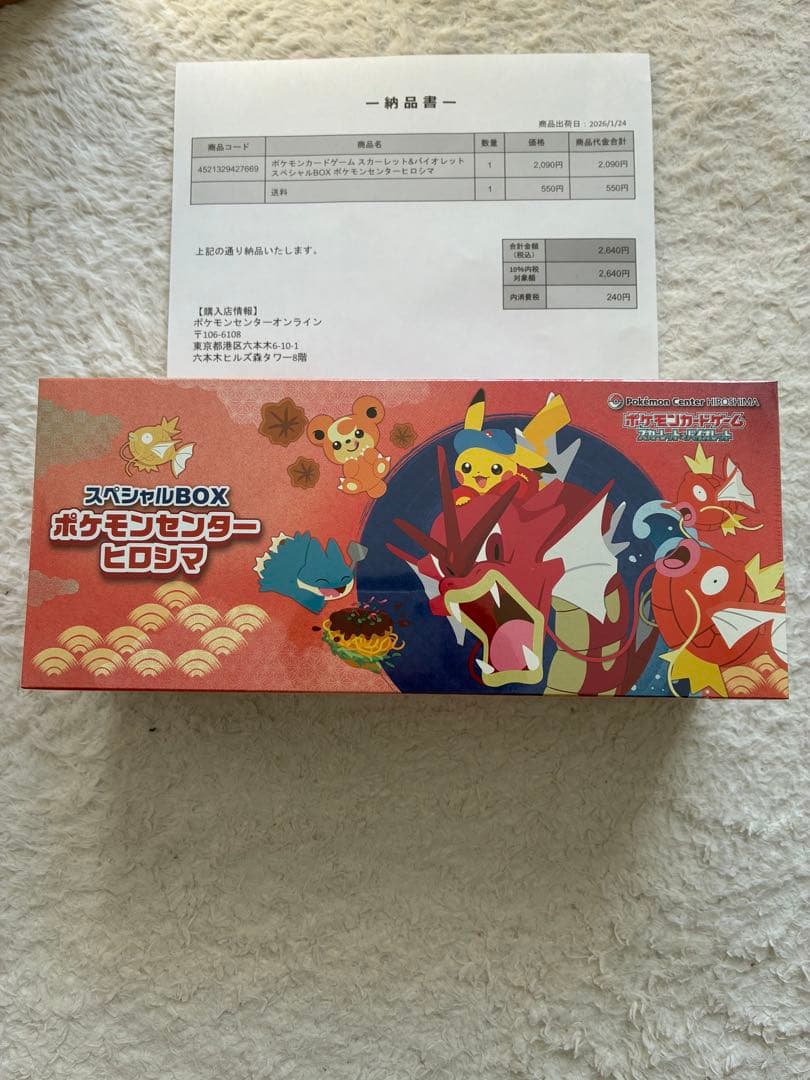 ー納品書ー
商品出荷日：2026/1/24
商品コード 商品名 数量 価格 商品代金合計
4521329427669 ポケモンカードゲーム スカーレット&バイオレット スペシャルBOX ポケモンセンターヒロシマ 1 2,090円 2,090円
送料 1 550円 550円
上記の通り納品いたします。
合計金額（税込） 2,640円
10%内税対象額 2,640円
内消費税 240円
【購入店情報】
ポケモンセンターオンライン
〒106-6108
東京都港区六本木6-10-1
六本木ヒルズ森タワー8階
Pokémon Center HIROSHIMA
ポケモンカードゲーム
スカーレット&バイオレット
スペシャルBOX
ポケモンセンター
ヒロシマ